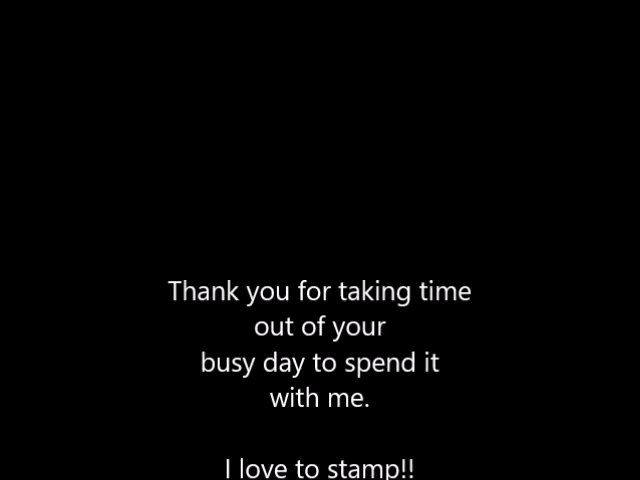 Thank you for taking time
out of your
busy day to spend it
with me.
I love to stamp!!